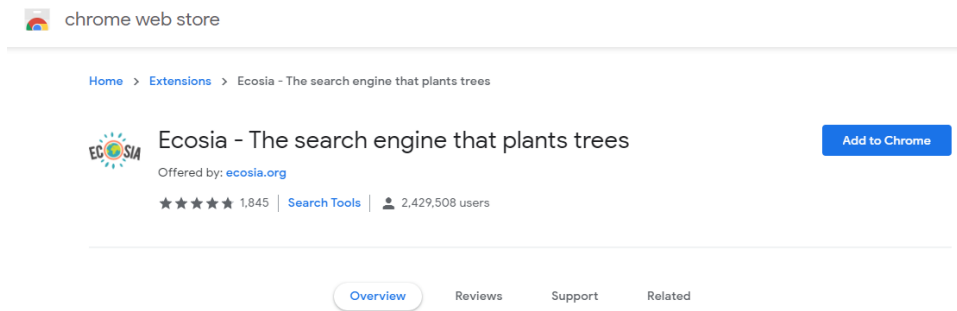 chrome web store
Home > Extensions > Ecosia - The search engine that plants trees
ECOSIA
Ecosia - The search engine that plants trees
Add to Chrome
Offered by: ecosia.org
1,845 | Search Tools | 2,429,508 users
Overview Reviews Support Related